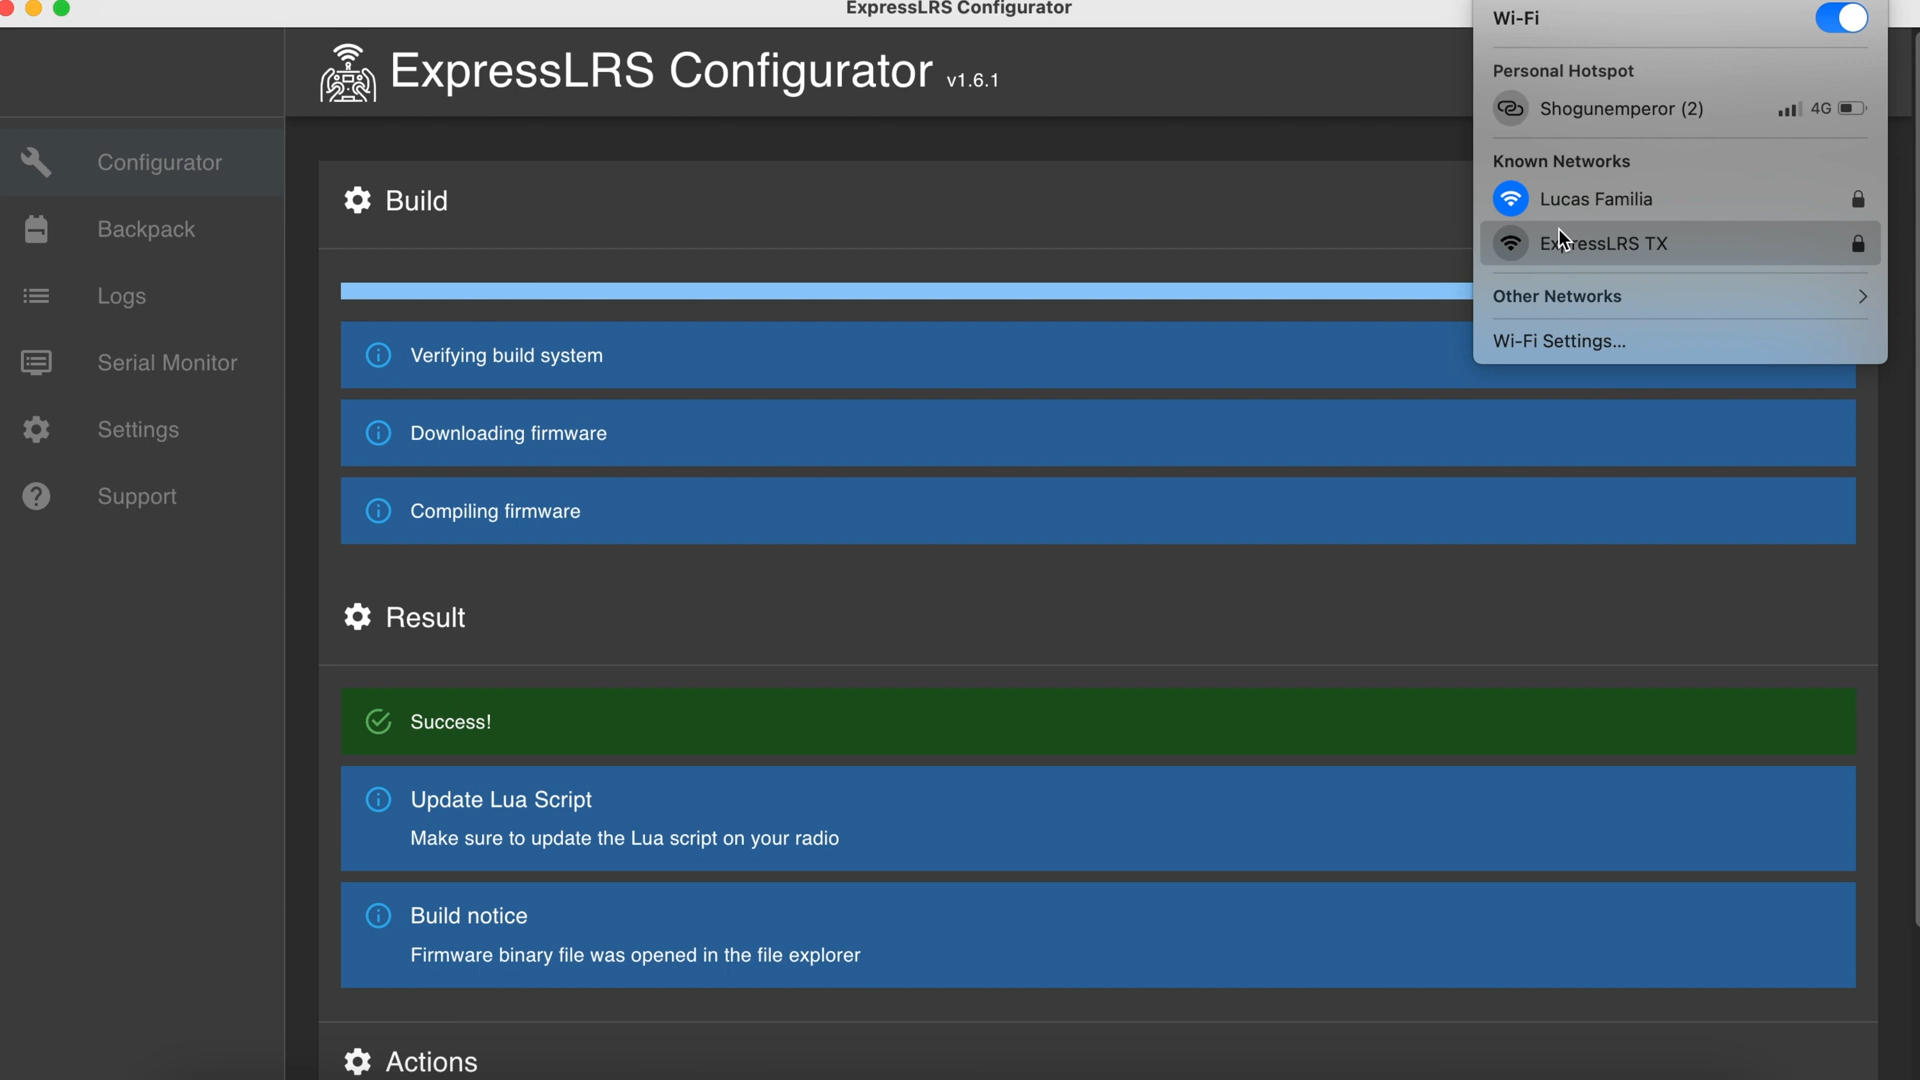 ExpressLRS Configurator
ExpressLRS Configurator v1.6.1
Configurator
Backpack
Logs
Serial Monitor
Settings
Support
Build
Verifying build system
Downloading firmware
Compiling firmware
Result
Success!
Update Lua Script
Make sure to update the Lua script on your radio
Build notice
Firmware binary file was opened in the file explorer
Actions
Wi-Fi
Personal Hotspot
Shogunemperor (2) 4G
Known Networks
Lucas Familia
ExpressLRS TX
Other Networks
Wi-Fi Settings...